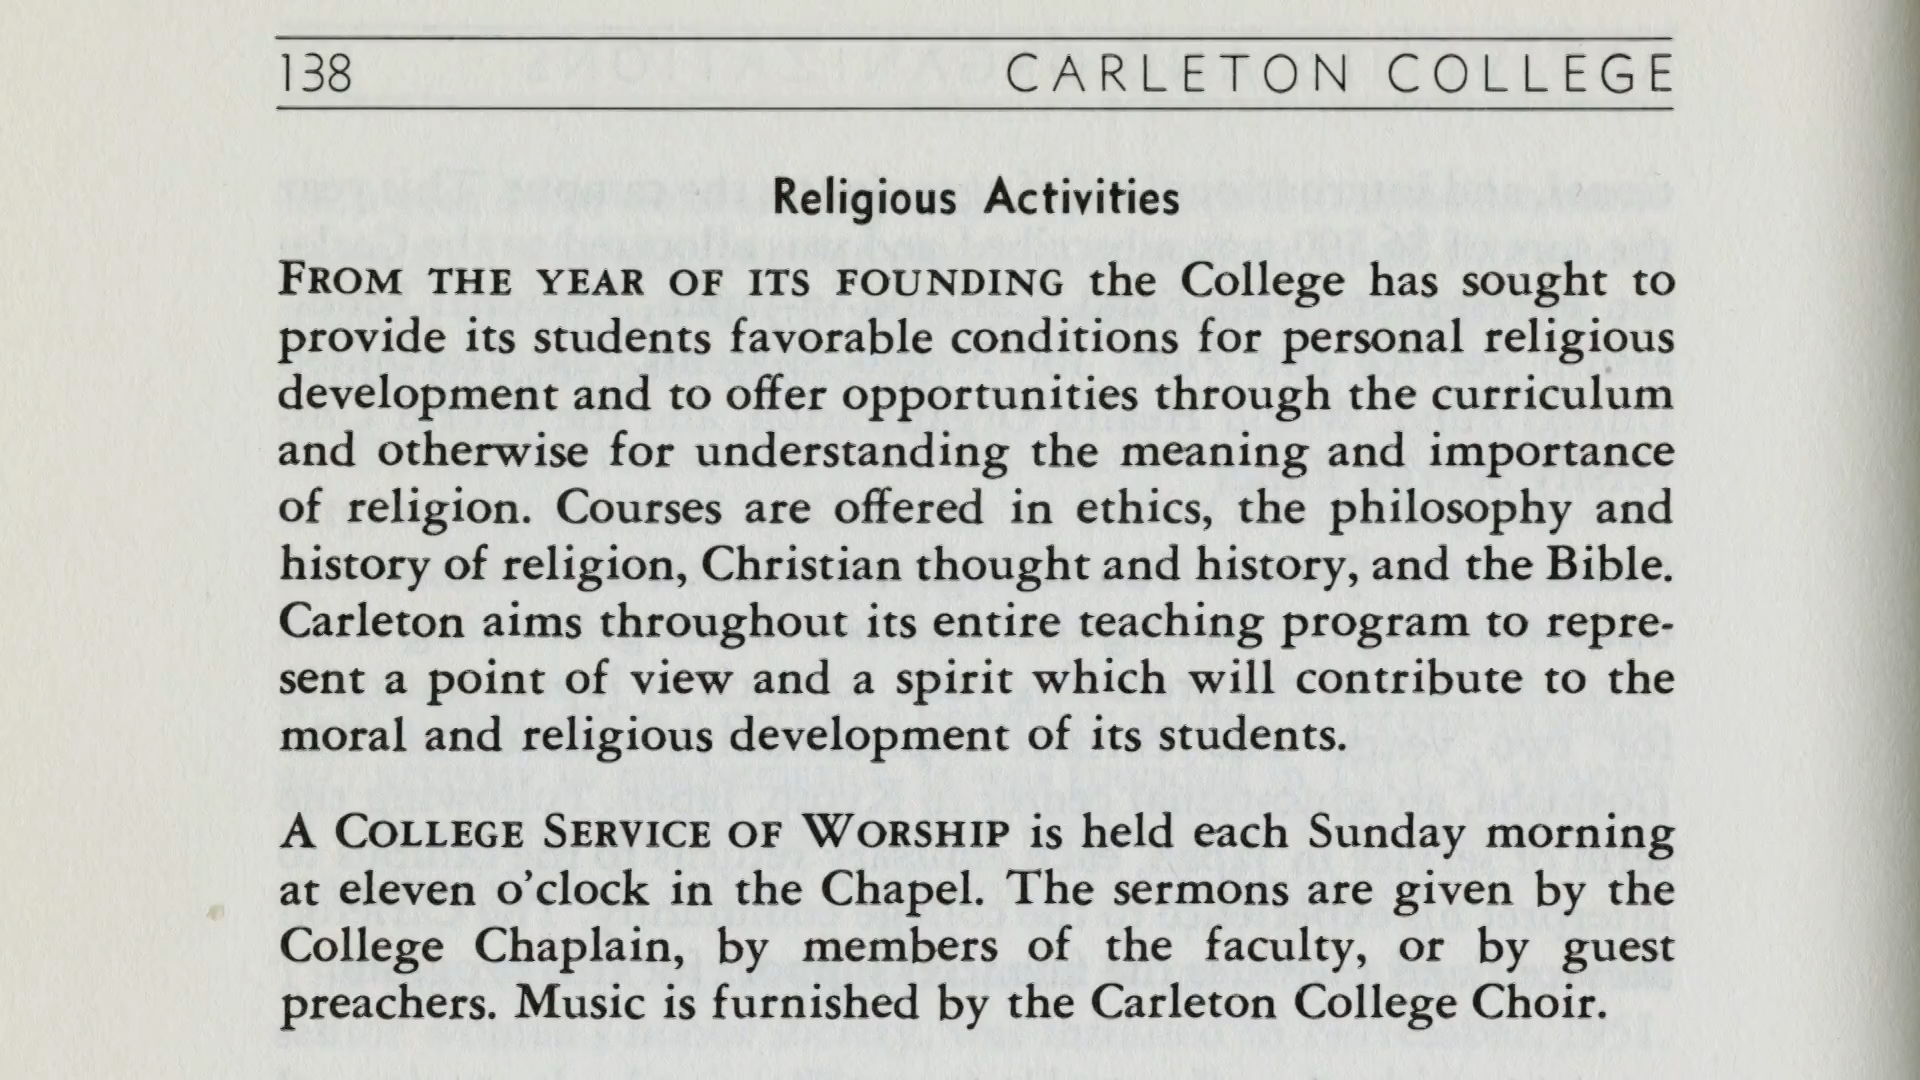 138 CARLETON COLLEGE
Religious Activities
FROM THE YEAR OF ITS FOUNDING the College has sought to
provide its students favorable conditions for personal religious
development and to offer opportunities through the curriculum
and otherwise for understanding the meaning and importance
of religion. Courses are offered in ethics, the philosophy and
history of religion, Christian thought and history, and the Bible.
Carleton aims throughout its entire teaching program to repre-
sent a point of view and a spirit which will contribute to the
moral and religious development of its students.
A COLLEGE SERVICE OF WORSHIP is held each Sunday morning
at eleven o'clock in the Chapel. The sermons are given by the
College Chaplain, by members of the faculty, or by guest
preachers. Music is furnished by the Carleton College Choir.